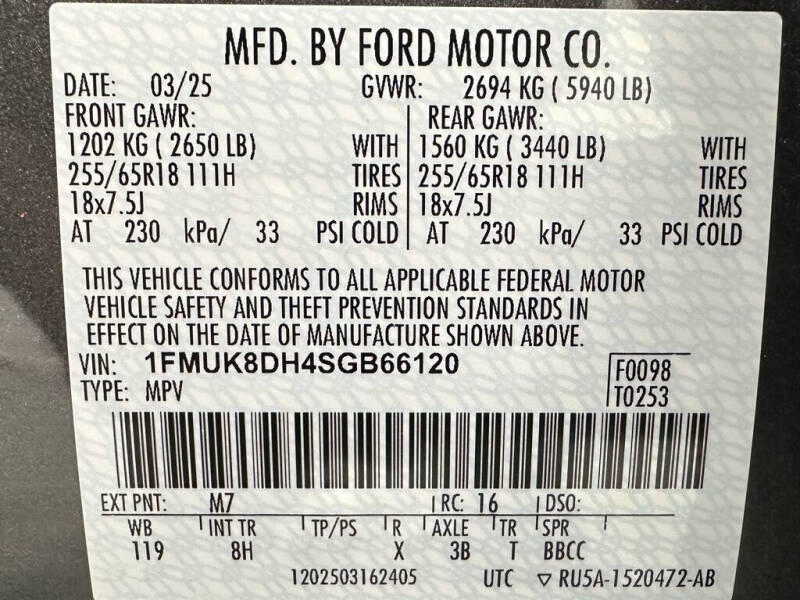 MFD. BY FORD MOTOR CO.
DATE: 03/25 GVWR: 2694 KG ( 5940 LB)
FRONT GAWR: REAR GAWR:
1202 KG ( 2650 LB) WITH 1560 KG ( 3440 LB) WITH
255/65R18 111H TIRES 255/65R18 111H TIRES
18x7.5J RIMS 18x7.5J RIMS
AT 230 kPa/ 33 PSI COLD AT 230 kPa/ 33 PSI COLD
THIS VEHICLE CONFORMS TO ALL APPLICABLE FEDERAL MOTOR
VEHICLE SAFETY AND THEFT PREVENTION STANDARDS IN
EFFECT ON THE DATE OF MANUFACTURE SHOWN ABOVE.
VIN: 1FMUK8DH4SGB66120 F0098
TYPE: MPV T0253
EXT PNT: M7 RC: 16 DSO:
WB INT TR TP/PS R AXLE TR SPR
119 8H X 3B T BBCC
1202503162405 UTC ▽ RU5A-1520472-AB